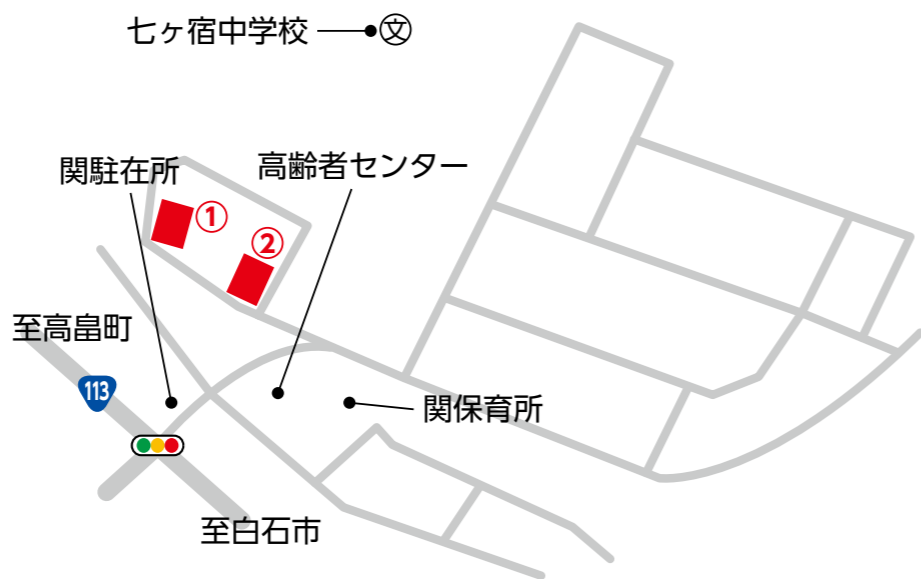 七ヶ宿中学校
文
関駐在所
高齢者センター
①
②
至高畠町
113
関保育所
至白石市